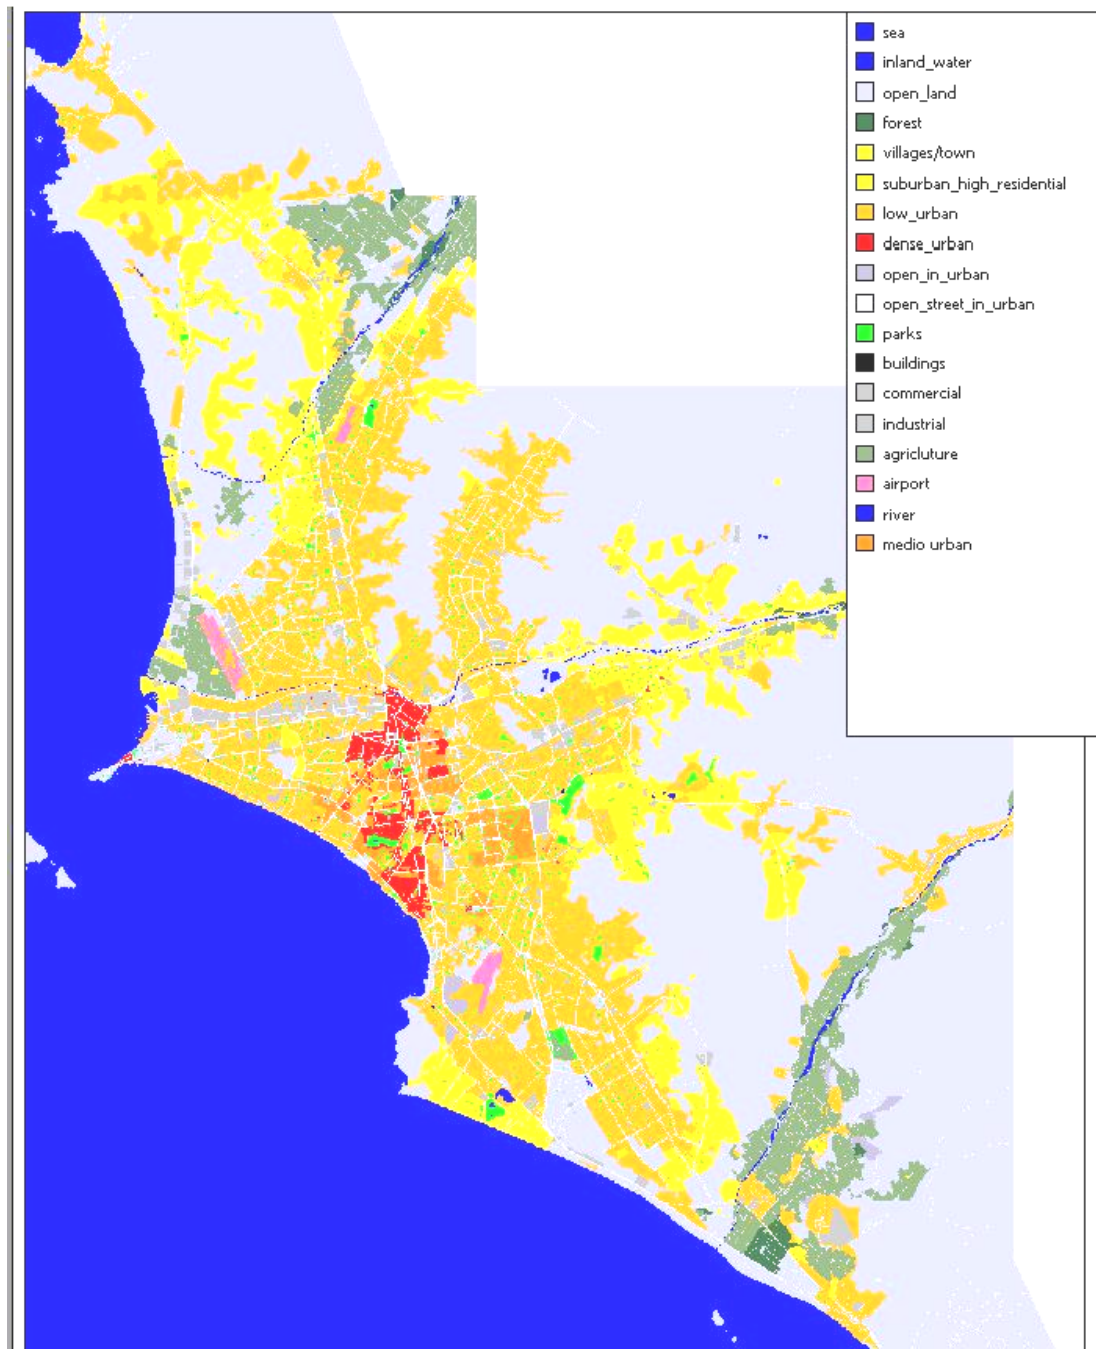 sea
inland_water
open_land
forest
villages/town
suburban_high_residential
low_urban
dense_urban
open_in_urban
open_street_in_urban
parks
buildings
commercial
industrial
agricluture
airport
river
medio urban